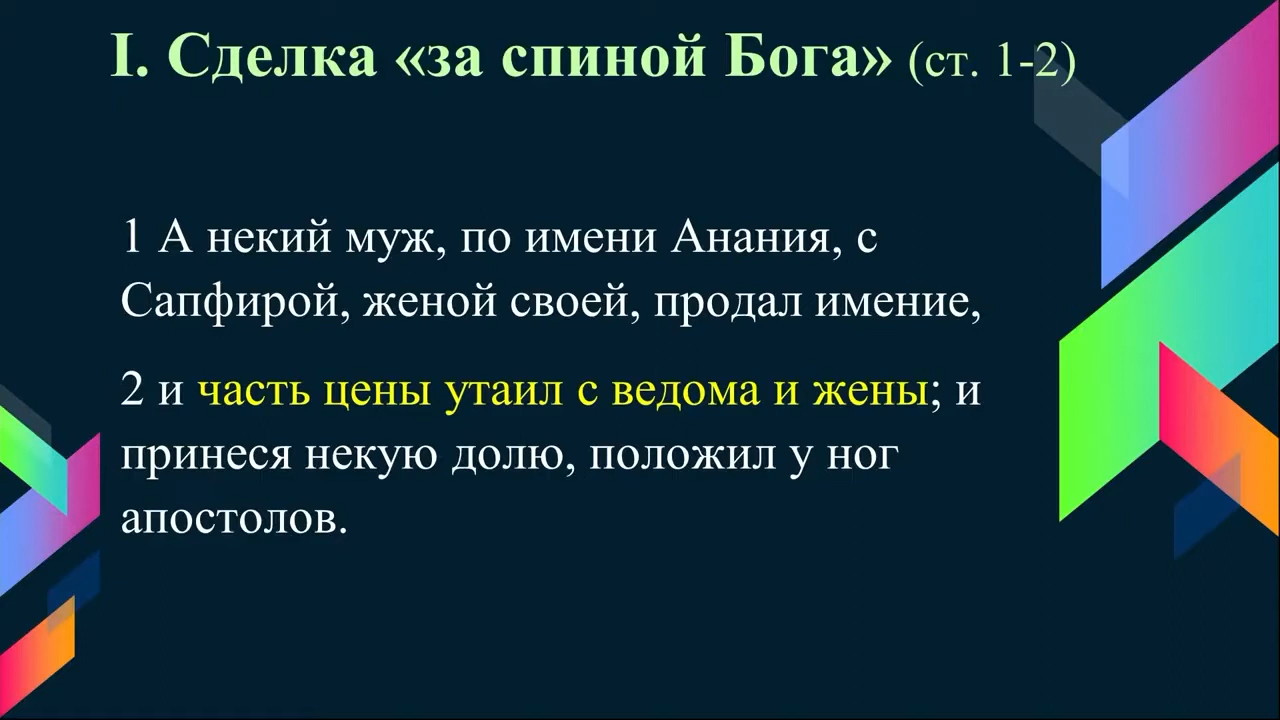 I. Сделка «за спиной Бога» (ст. 1-2)
1 А некий муж, по имени Анания, с
Сапфирой, женой своей, продал имение,
2 и часть цены утаил с ведома и жены; и
принеся некую долю, положил у ног
апостолов.